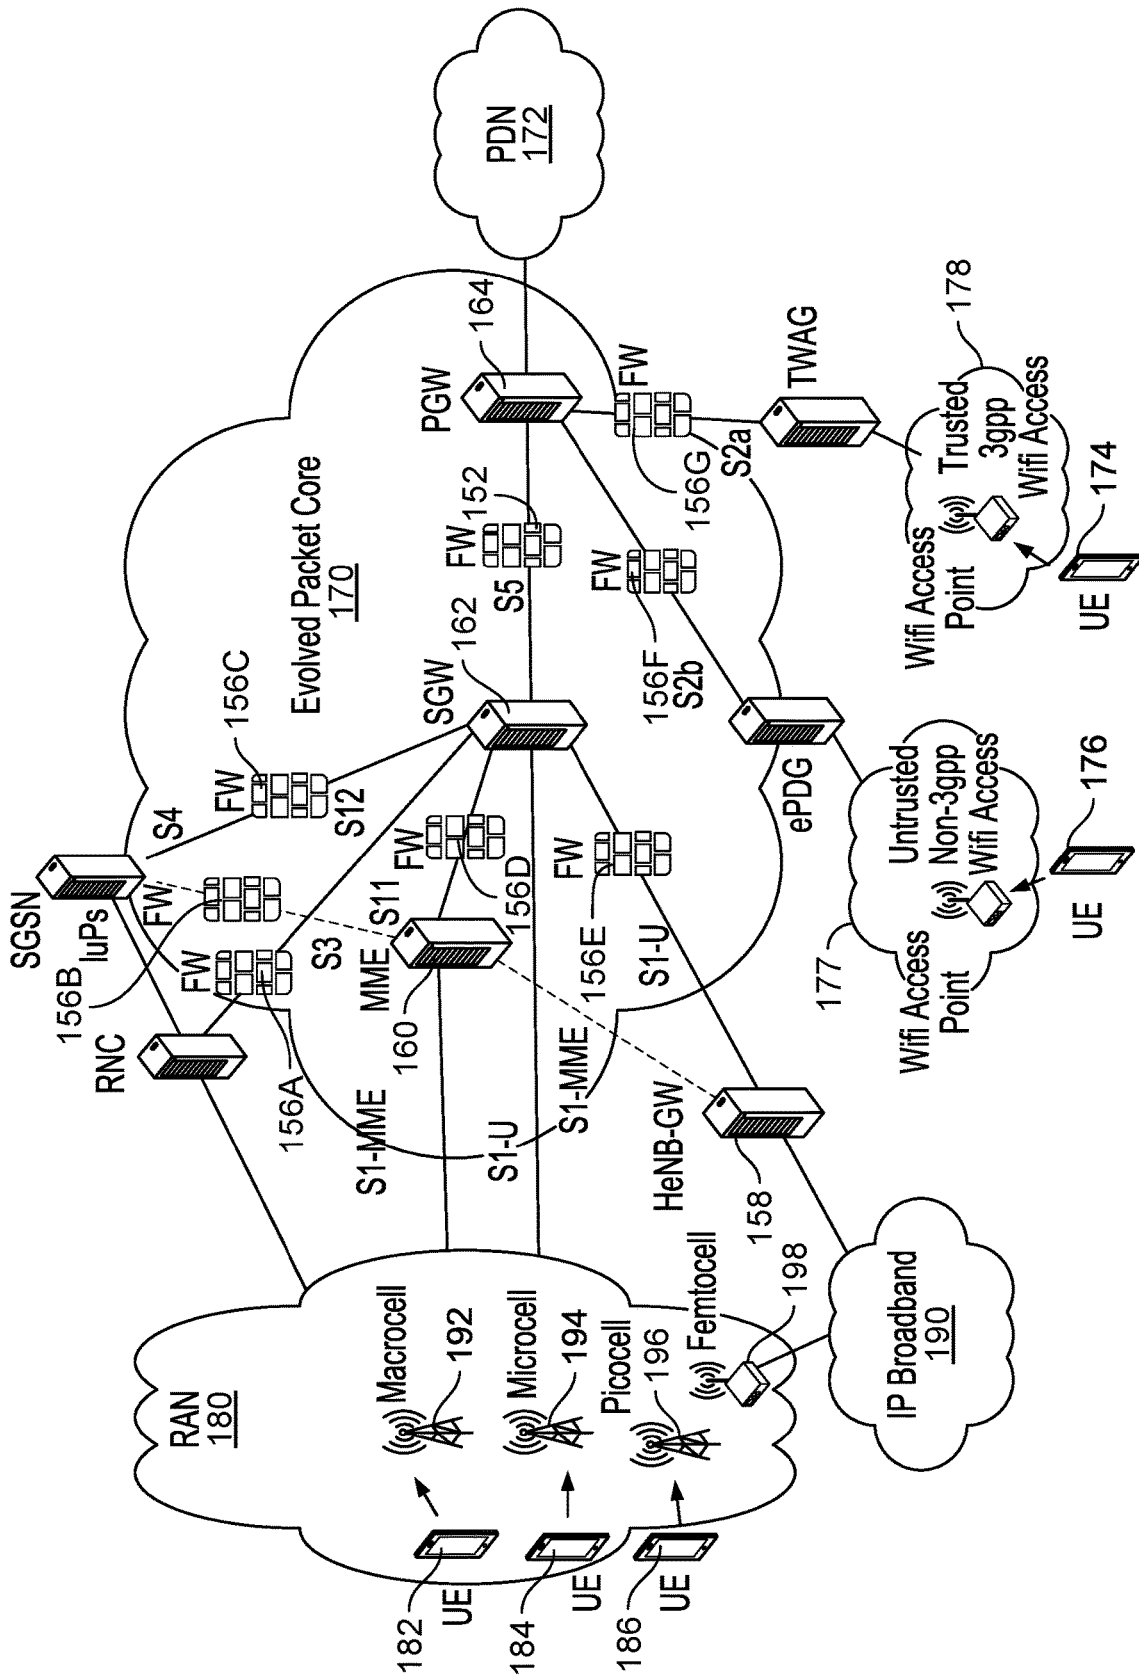 SGSN
IuPs
S4
FW
156C
FW
156B
FW
RNC
156A
S12
S3
Evolved Packet Core
170
S11
MME
160
FW
156D
SGW
162
FW
152
S5
PGW
164
PDN
172
RAN
180
S1-MME
S1-U
S1-MME
S1-U
FW
156E
FW
156F
S2b
FW
156G
S2a
Macrocell
192
Microcell
194
Picocell
196
Femtocell
198
182
UE
184
UE
186
UE
HeNB-GW
158
IP Broadband
190
ePDG
TWAG
177
Wifi Access
Point
Untrusted
Non-3gpp
Wifi Access
UE
176
Wifi Access
Point
Trusted
3gpp
Wifi Access
178
UE
174